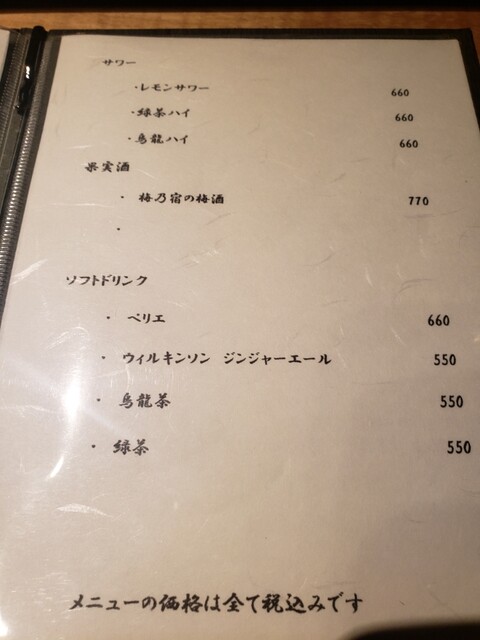 サワー
・レモンサワー 660
・緑茶ハイ 660
・烏龍ハイ 660
果実酒
・梅乃宿の梅酒 770
・
ソフトドリンク
・ペリエ 660
・ウィルキンソン ジンジャーエール 550
・烏龍茶 550
・緑茶 550
メニューの価格は全て税込みです